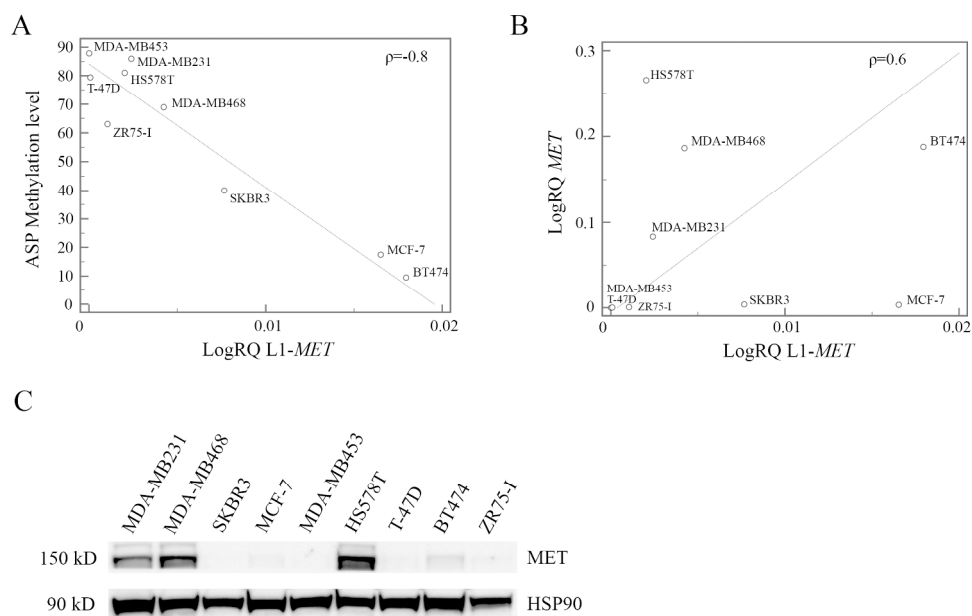 A
ρ=-0.8
90
80
70
60
50
40
30
20
10
0
ASP Methylation level
MDA-MB453
MDA-MB231
T-47D
HS578T
MDA-MB468
ZR75-I
SKBR3
MCF-7
BT474
0
0.01
0.02
LogRQ L1-MET
B
ρ=0.6
0.3
0.2
0.1
0
LogRQ MET
HS578T
MDA-MB468
BT474
MDA-MB231
MDA-MB453
T-47D
ZR75-I
SKBR3
MCF-7
0
0.01
0.02
LogRQ L1-MET
C
MDA-MB231
MDA-MB468
SKBR3
MCF-7
MDA-MB453
HS578T
T-47D
BT474
ZR75-I
150 kD
MET
90 kD
HSP90